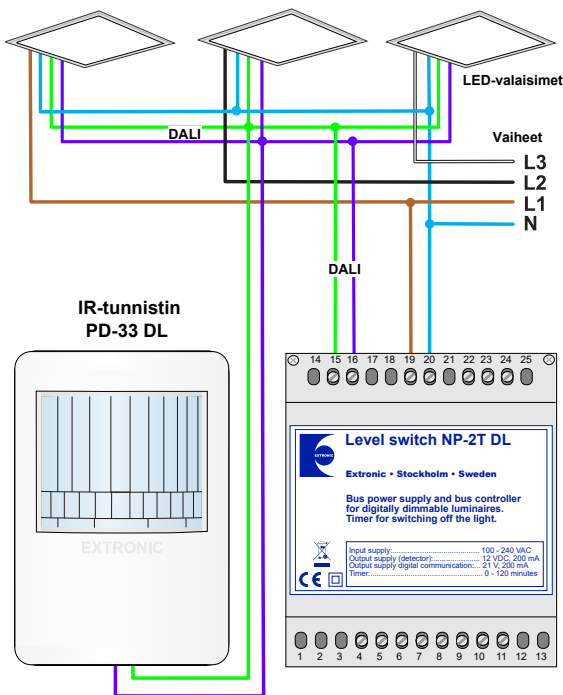 LED-valaisimet
DALI
Vaiheet
L3
L2
L1
N
DALI
IR-tunnistin
PD-33 DL
14 15 16 17 18 19 20 21 22 23 24 25
EXTRONIC
Level switch NP-2T DL
Extronic • Stockholm • Sweden
Bus power supply and bus controller
for digitally dimmable luminaires.
Timer for switching off the light.
Input supply:................................ 100 - 240 VAC
Output supply (detector):................... 12 VDC, 200 mA
Output supply digital communication:... 21 V, 200 mA
Timer:....................................... 0 - 120 minutes
CE
EXTRONIC
1 2 3 4 5 6 7 8 9 10 11 12 13